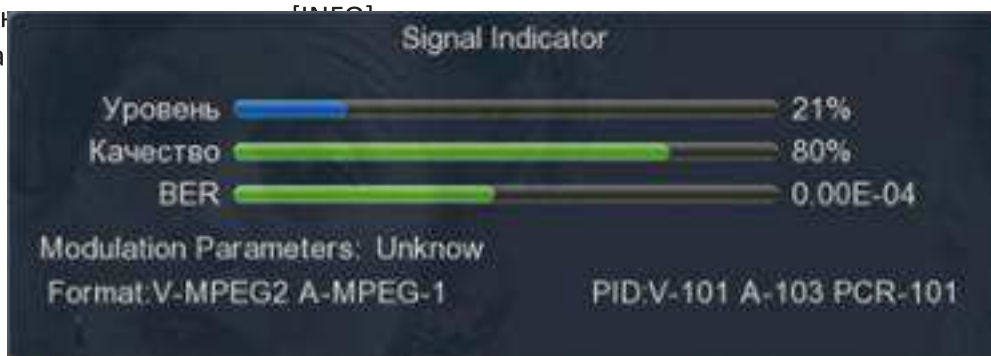 [INFO]
Signal Indicator
Уровень 21%
Качество 80%
BER 0.00E-04
Modulation Parameters: Unknow
Format:V-MPEG2 A-MPEG-1 PID:V-101 A-103 PCR-101